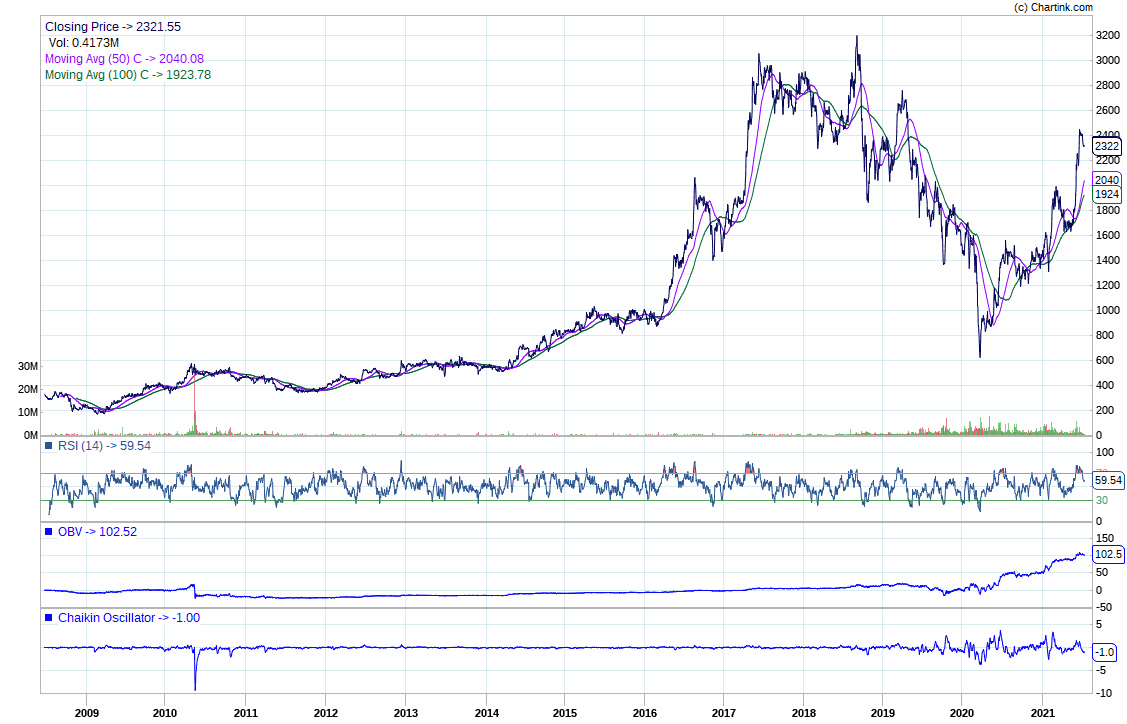 (c) Chartink.com
Closing Price -> 2321.55
Vol: 0.4173M
Moving Avg (50) C -> 2040.08
Moving Avg (100) C -> 1923.78
3200
3000
2800
2600
2400
2322
2200
2040
1924
1800
1600
1400
1200
1000
800
600
400
200
0
30M
20M
10M
0M
RSI (14) -> 59.54
100
70
59.54
30
0
OBV -> 102.52
150
102.5
50
0
-50
Chaikin Oscillator -> -1.00
5
-1.0
-5
-10
2009 2010 2011 2012 2013 2014 2015 2016 2017 2018 2019 2020 2021